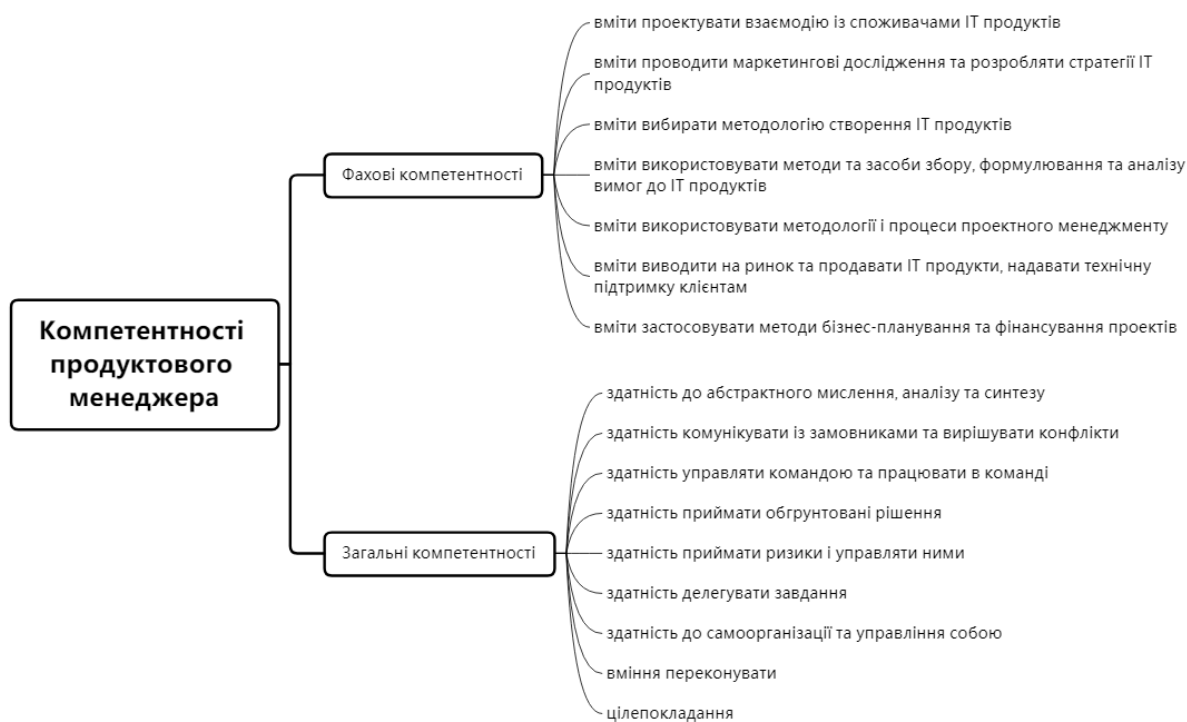 Компетентності
продуктового
менеджера
Фахові компетентності
вміти проектувати взаємодію із споживачами ІТ продуктів
вміти проводити маркетингові дослідження та розробляти стратегії ІТ
продуктів
вміти вибирати методологію створення ІТ продуктів
вміти використовувати методи та засоби збору, формулювання та аналізу
вимог до ІТ продуктів
вміти використовувати методології і процеси проектного менеджменту
вміти виводити на ринок та продавати ІТ продукти, надавати технічну
підтримку клієнтам
вміти застосовувати методи бізнес-планування та фінансування проектів
Загальні компетентності
здатність до абстрактного мислення, аналізу та синтезу
здатність комунікувати із замовниками та вирішувати конфлікти
здатність управляти командою та працювати в команді
здатність приймати обгрунтовані рішення
здатність приймати ризики і управляти ними
здатність делегувати завдання
здатність до самоорганізації та управління собою
вміння переконувати
цілепокладання